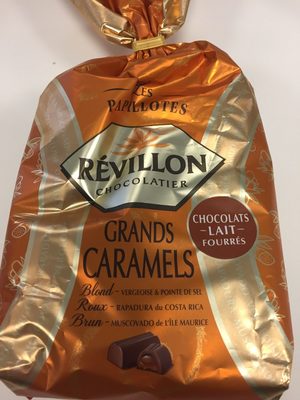 LES
PAPILLOTES
RÉVILLON
CHOCOLATIER
CHOCOLATS
– LAIT –
FOURRÉS
GRANDS
CARAMELS
Blond – VERGEOISE & POINTE DE SEL
Roux – RAPADURA DU COSTA RICA
Brun – MUSCOVADO DE L'ÎLE MAURICE